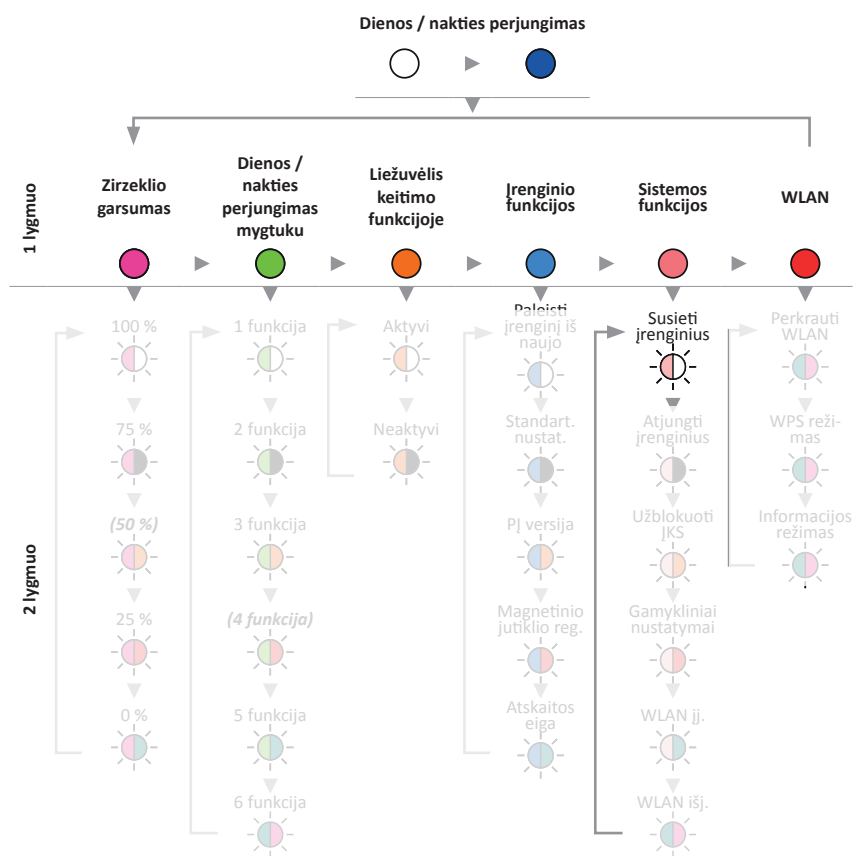 Dienos / nakties perjungimas
1 lygmuo
Zirzeklio
garsumas
Dienos /
nakties
perjungimas
mygtuku
Liežuvėlis
keitimo
funkcijoje
Įrenginio
funkcijos
Sistemos
funkcijos
WLAN
2 lygmuo
100 %
75 %
(50 %)
25 %
0 %
1 funkcija
2 funkcija
3 funkcija
(4 funkcija)
5 funkcija
6 funkcija
Aktyvi
Neaktyvi
Paleisti
įrenginį iš
naujo
Standart.
nustat.
PĮ versija
Magnetinio
jutiklio reg.
Atskaitos
eiga
Susieti
įrenginius
Atjungti
įrenginius
Užblokuoti
ĮKS
Gamykliniai
nustatymai
WLAN įj.
WLAN išj.
Perkrauti
WLAN
WPS reži-
mas
Informacijos
režimas